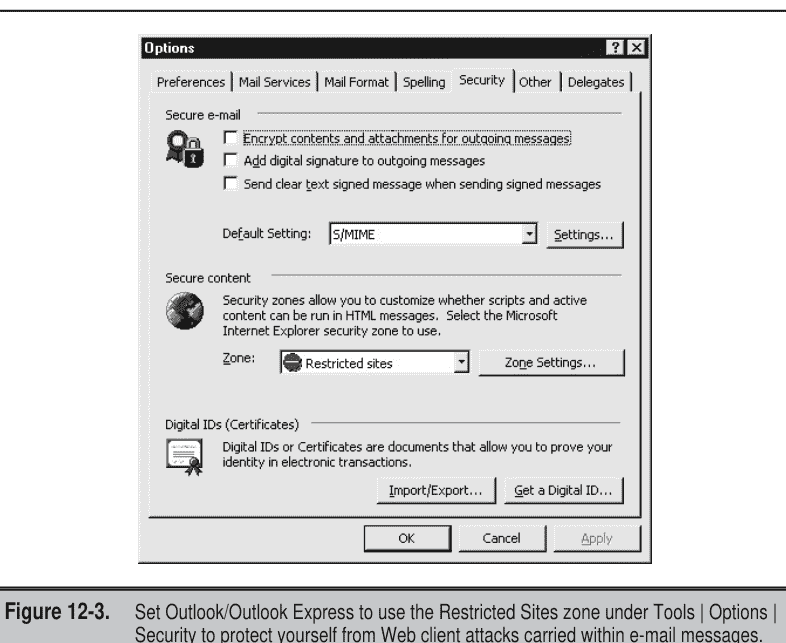 Options
Preferences Mail Services Mail Format Spelling Security Other Delegates
Secure e-mail
Encrypt contents and attachments for outgoing messages
Add digital signature to outgoing messages
Send clear text signed message when sending signed messages
Default Setting: S/MIME Settings...
Secure content
Security zones allow you to customize whether scripts and active
content can be run in HTML messages. Select the Microsoft
Internet Explorer security zone to use.
Zone: Restricted sites Zone Settings...
Digital IDs (Certificates)
Digital IDs or Certificates are documents that allow you to prove your
identity in electronic transactions.
Import/Export... Get a Digital ID...
OK Cancel Apply
Figure 12-3. Set Outlook/Outlook Express to use the Restricted Sites zone under Tools | Options |
Security to protect yourself from Web client attacks carried within e-mail messages.